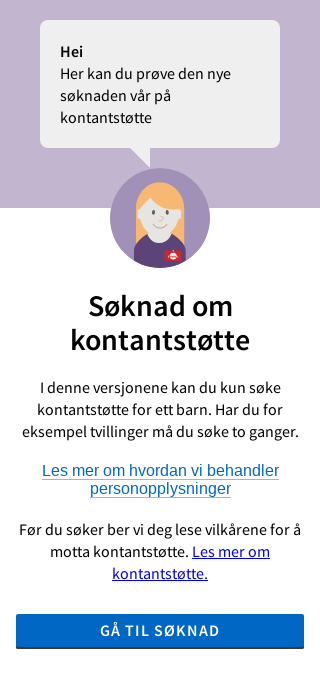 Hei
Her kan du prøve den nye
søknaden vår på
kontantstøtte
Søknad om
kontantstøtte
I denne versjonene kan du kun søke
kontantstøtte for ett barn. Har du for
eksempel tvillinger må du søke to ganger.
Les mer om hvordan vi behandler
personopplysninger
Før du søker ber vi deg lese vilkårene for å
motta kontantstøtte. Les mer om
kontantstøtte.
GÅ TIL SØKNAD